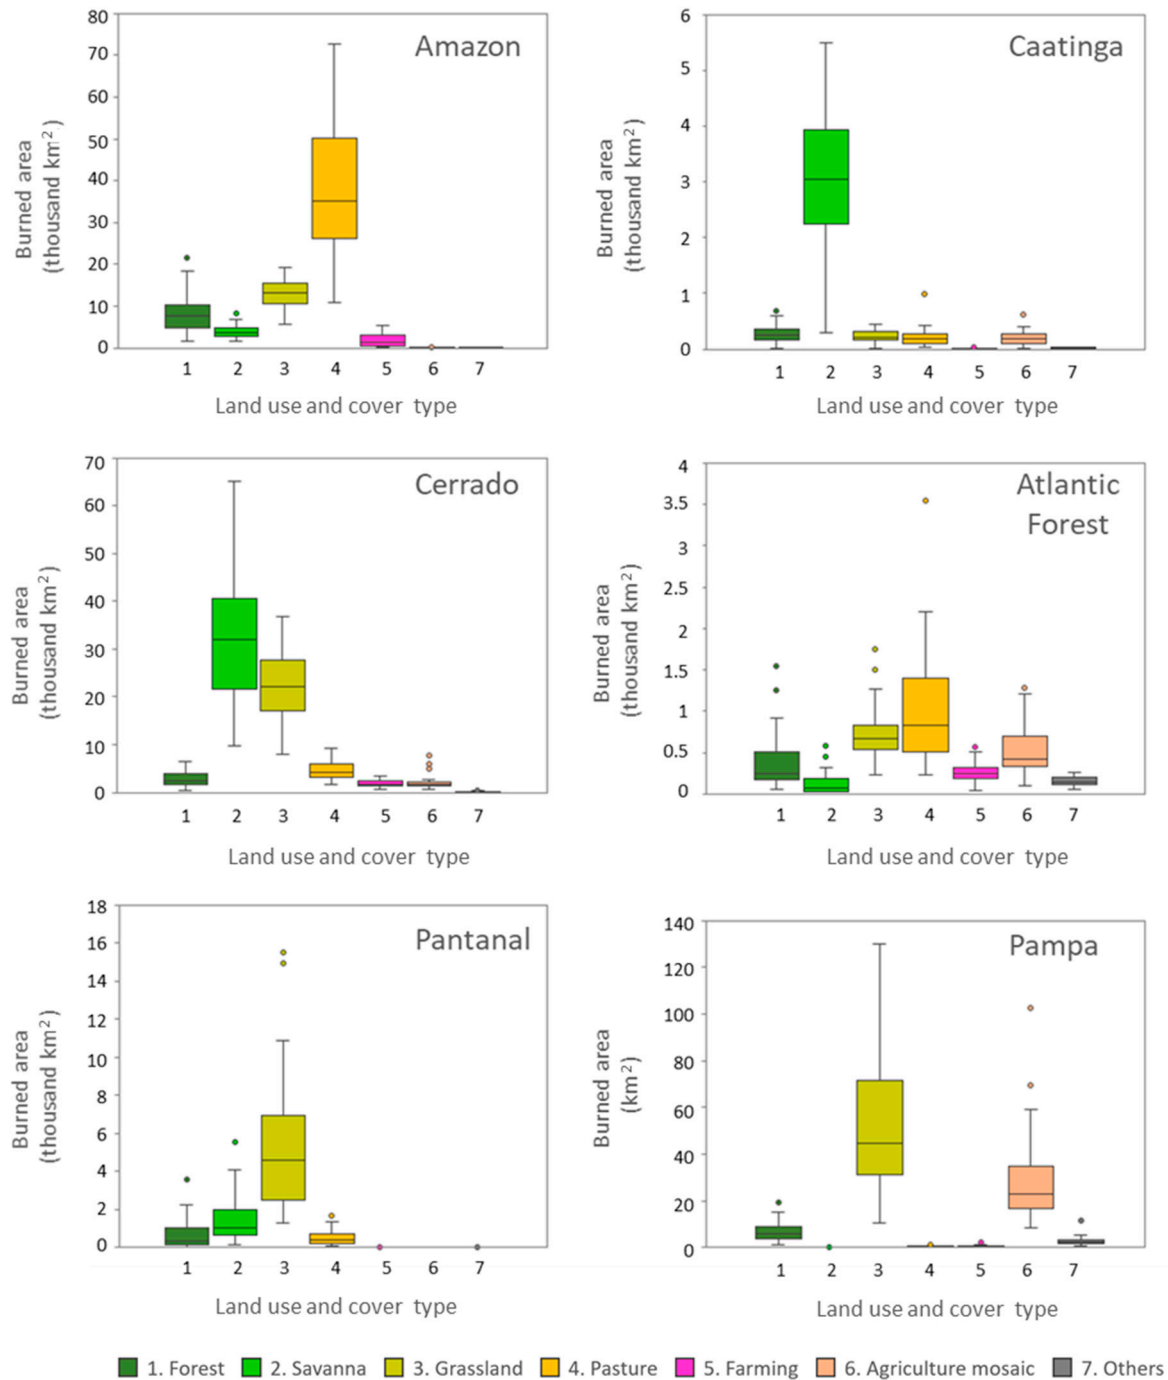 Amazon
Burned area
(thousand km²)
80
70
60
50
40
30
20
10
0
1 2 3 4 5 6 7
Land use and cover type
Caatinga
Burned area
(thousand km²)
6
5
4
3
2
1
0
1 2 3 4 5 6 7
Land use and cover type
Cerrado
Burned area
(thousand km²)
70
60
50
40
30
20
10
0
1 2 3 4 5 6 7
Land use and cover type
Atlantic
Forest
Burned area
(thousand km²)
4
3.5
3
2.5
2
1.5
1
0.5
0
1 2 3 4 5 6 7
Land use and cover type
Pantanal
Burned area
(thousand km²)
18
16
14
12
10
8
6
4
2
0
1 2 3 4 5 6 7
Land use and cover type
Pampa
Burned area
(km²)
140
120
100
80
60
40
20
0
1 2 3 4 5 6 7
Land use and cover type
1. Forest 2. Savanna 3. Grassland 4. Pasture 5. Farming 6. Agriculture mosaic 7. Others